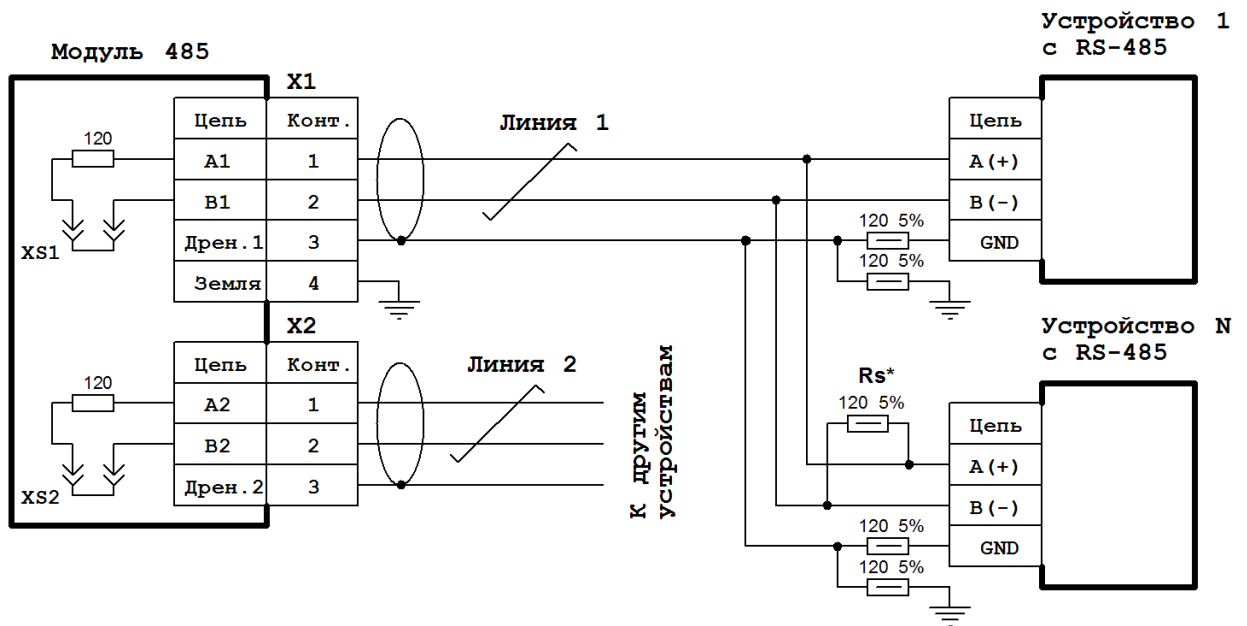 Модуль 485
X1
Цепь Конт.
120
A1 1
B1 2
Дрен.1 3
Земля 4
XS1
Линия 1
X2
Цепь Конт.
120
A2 1
B2 2
Дрен.2 3
XS2
Линия 2
К другим
устройствам
Устройство 1
с RS-485
Цепь
A(+)
B(-)
120 5%
GND
120 5%
Устройство N
с RS-485
Rs*
120 5%
Цепь
A(+)
B(-)
120 5%
GND
120 5%